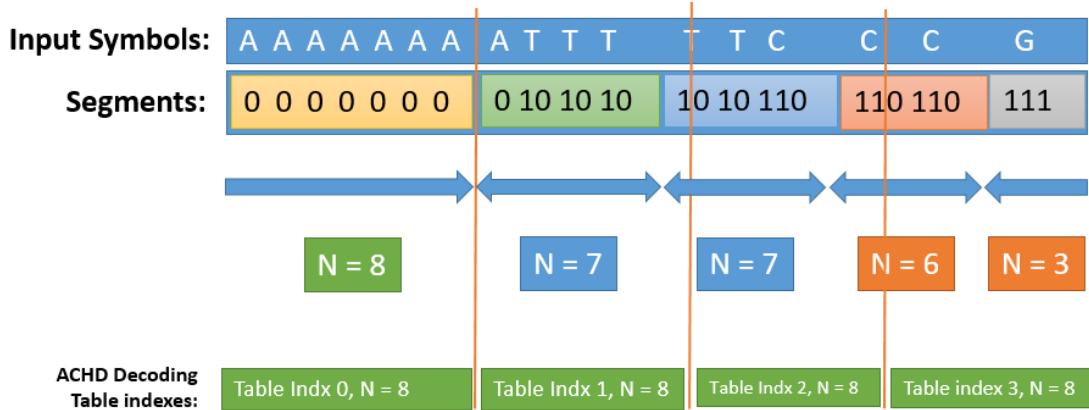 Input Symbols: A A A A A A A A T T T T T C C C G
Segments: 0 0 0 0 0 0 0 0 10 10 10 10 10 110 110 110 111
N = 8 N = 7 N = 7 N = 6 N = 3
ACHD Decoding
Table indexes: Table Indx 0, N = 8 Table Indx 1, N = 8 Table Indx 2, N = 8 Table index 3, N = 8